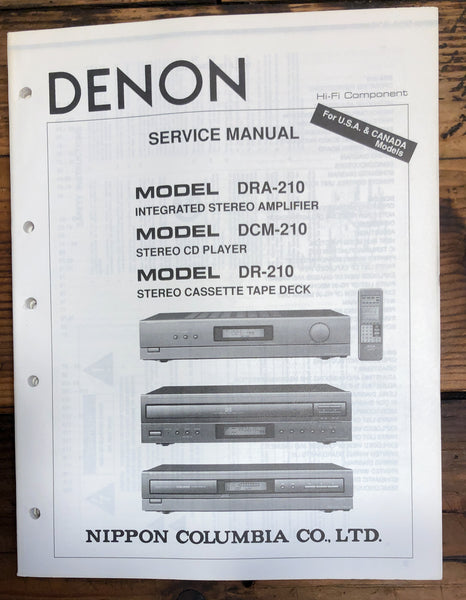 DENON
Hi-Fi Component
For U.S.A. & CANADA
Models
SERVICE MANUAL
MODEL DRA-210
INTEGRATED STEREO AMPLIFIER
MODEL DCM-210
STEREO CD PLAYER
MODEL DR-210
STEREO CASSETTE TAPE DECK
NIPPON COLUMBIA CO., LTD.